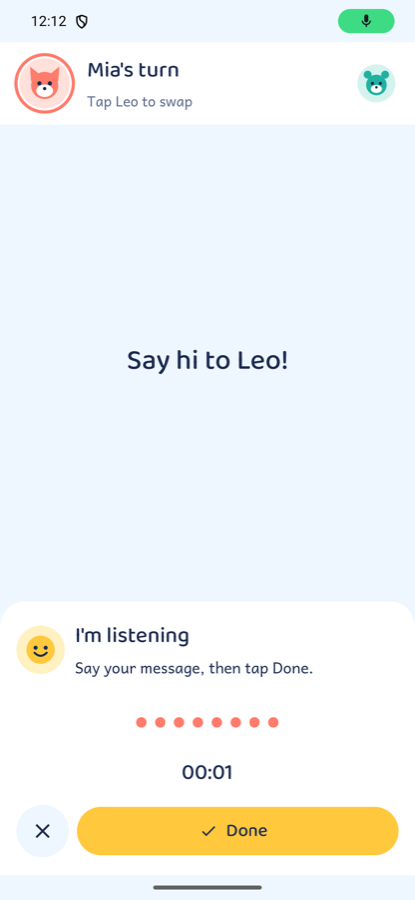 12:12
Mia's turn
Tap Leo to swap
Say hi to Leo!
I'm listening
Say your message, then tap Done.
00:01
Done